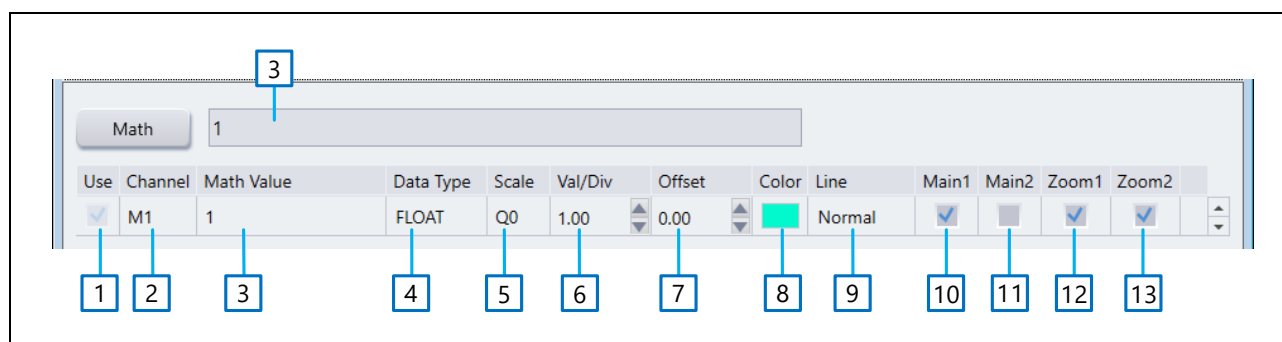 3
Math 1
Use Channel Math Value Data Type Scale Val/Div Offset Color Line Main1 Main2 Zoom1 Zoom2
M1 1 FLOAT Q0 1.00 0.00 Normal
1 2 3 4 5 6 7 8 9 10 11 12 13